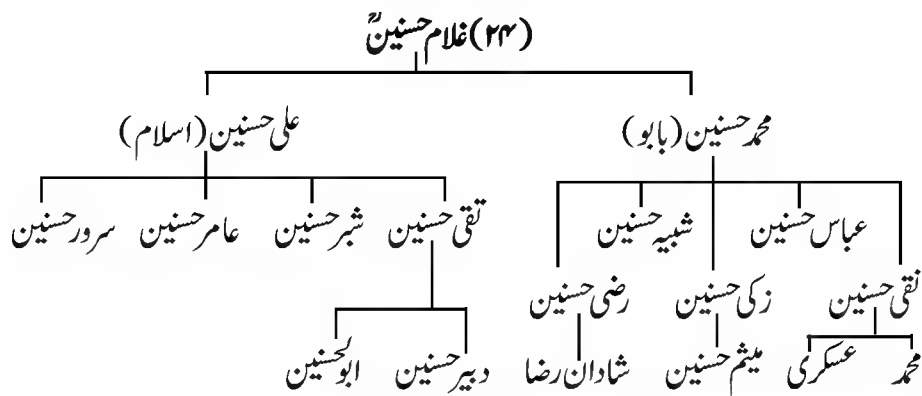 (۲۴) غلام حسنینؒ
محمد حسنین (بابو) علی حسنین (اسلام)
عباس حسنین شبیہ حسنین تقی حسنین شبر حسنین عامر حسنین سرور حسنین
نقی حسنین زکی حسنین رضی حسنین
محمد عسکری میثم حسنین شادان رضا دبیر حسنین ابوالحسنین